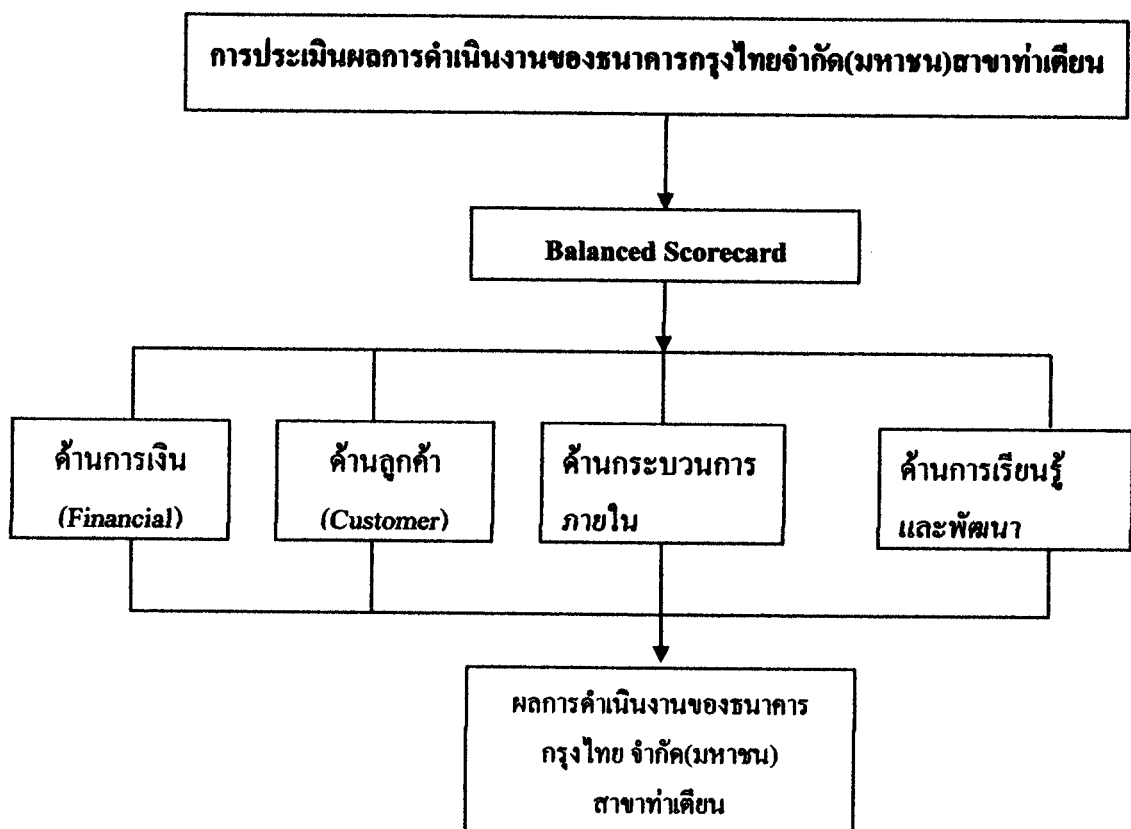 การประเมินผลการดำเนินงานของธนาคารกรุงไทยจำกัด(มหาชน)สาขาท่าเตียน
Balanced Scorecard
ด้านการเงิน
(Financial)
ด้านลูกค้า
(Customer)
ด้านกระบวนการ
ภายใน
ด้านการเรียนรู้
และพัฒนา
ผลการดำเนินงานของธนาคาร
กรุงไทย จำกัด(มหาชน)
สาขาท่าเตียน